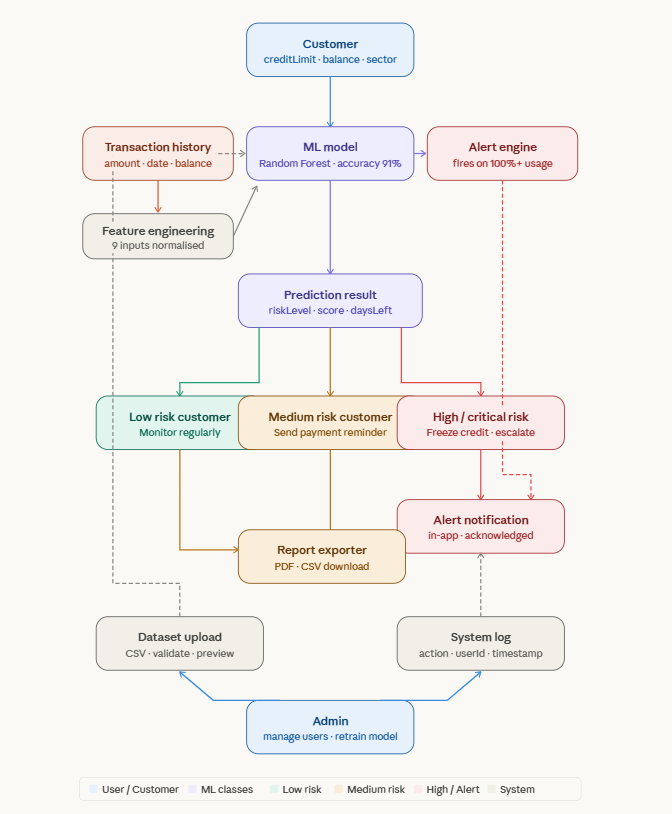 Customer
creditLimit · balance · sector
Transaction history
amount · date · balance
ML model
Random Forest · accuracy 91%
Alert engine
fires on 100%+ usage
Feature engineering
9 inputs normalised
Prediction result
riskLevel · score · daysLeft
Low risk customer
Monitor regularly
Medium risk customer
Send payment reminder
High / critical risk
Freeze credit · escalate
Alert notification
in-app · acknowledged
Report exporter
PDF · CSV download
Dataset upload
CSV · validate · preview
System log
action · userId · timestamp
Admin
manage users · retrain model
User / Customer
ML classes
Low risk
Medium risk
High / Alert
System